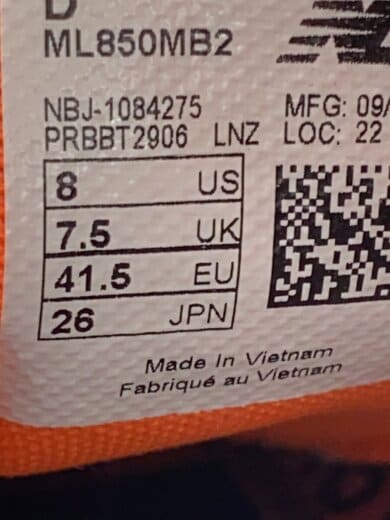 D
ML850MB2
NBJ-1084275 MFG: 09/
PRBBT2906 LNZ LOC: 22
8 US
7.5 UK
41.5 EU
26 JPN
Made In Vietnam
Fabriqué au Vietnam